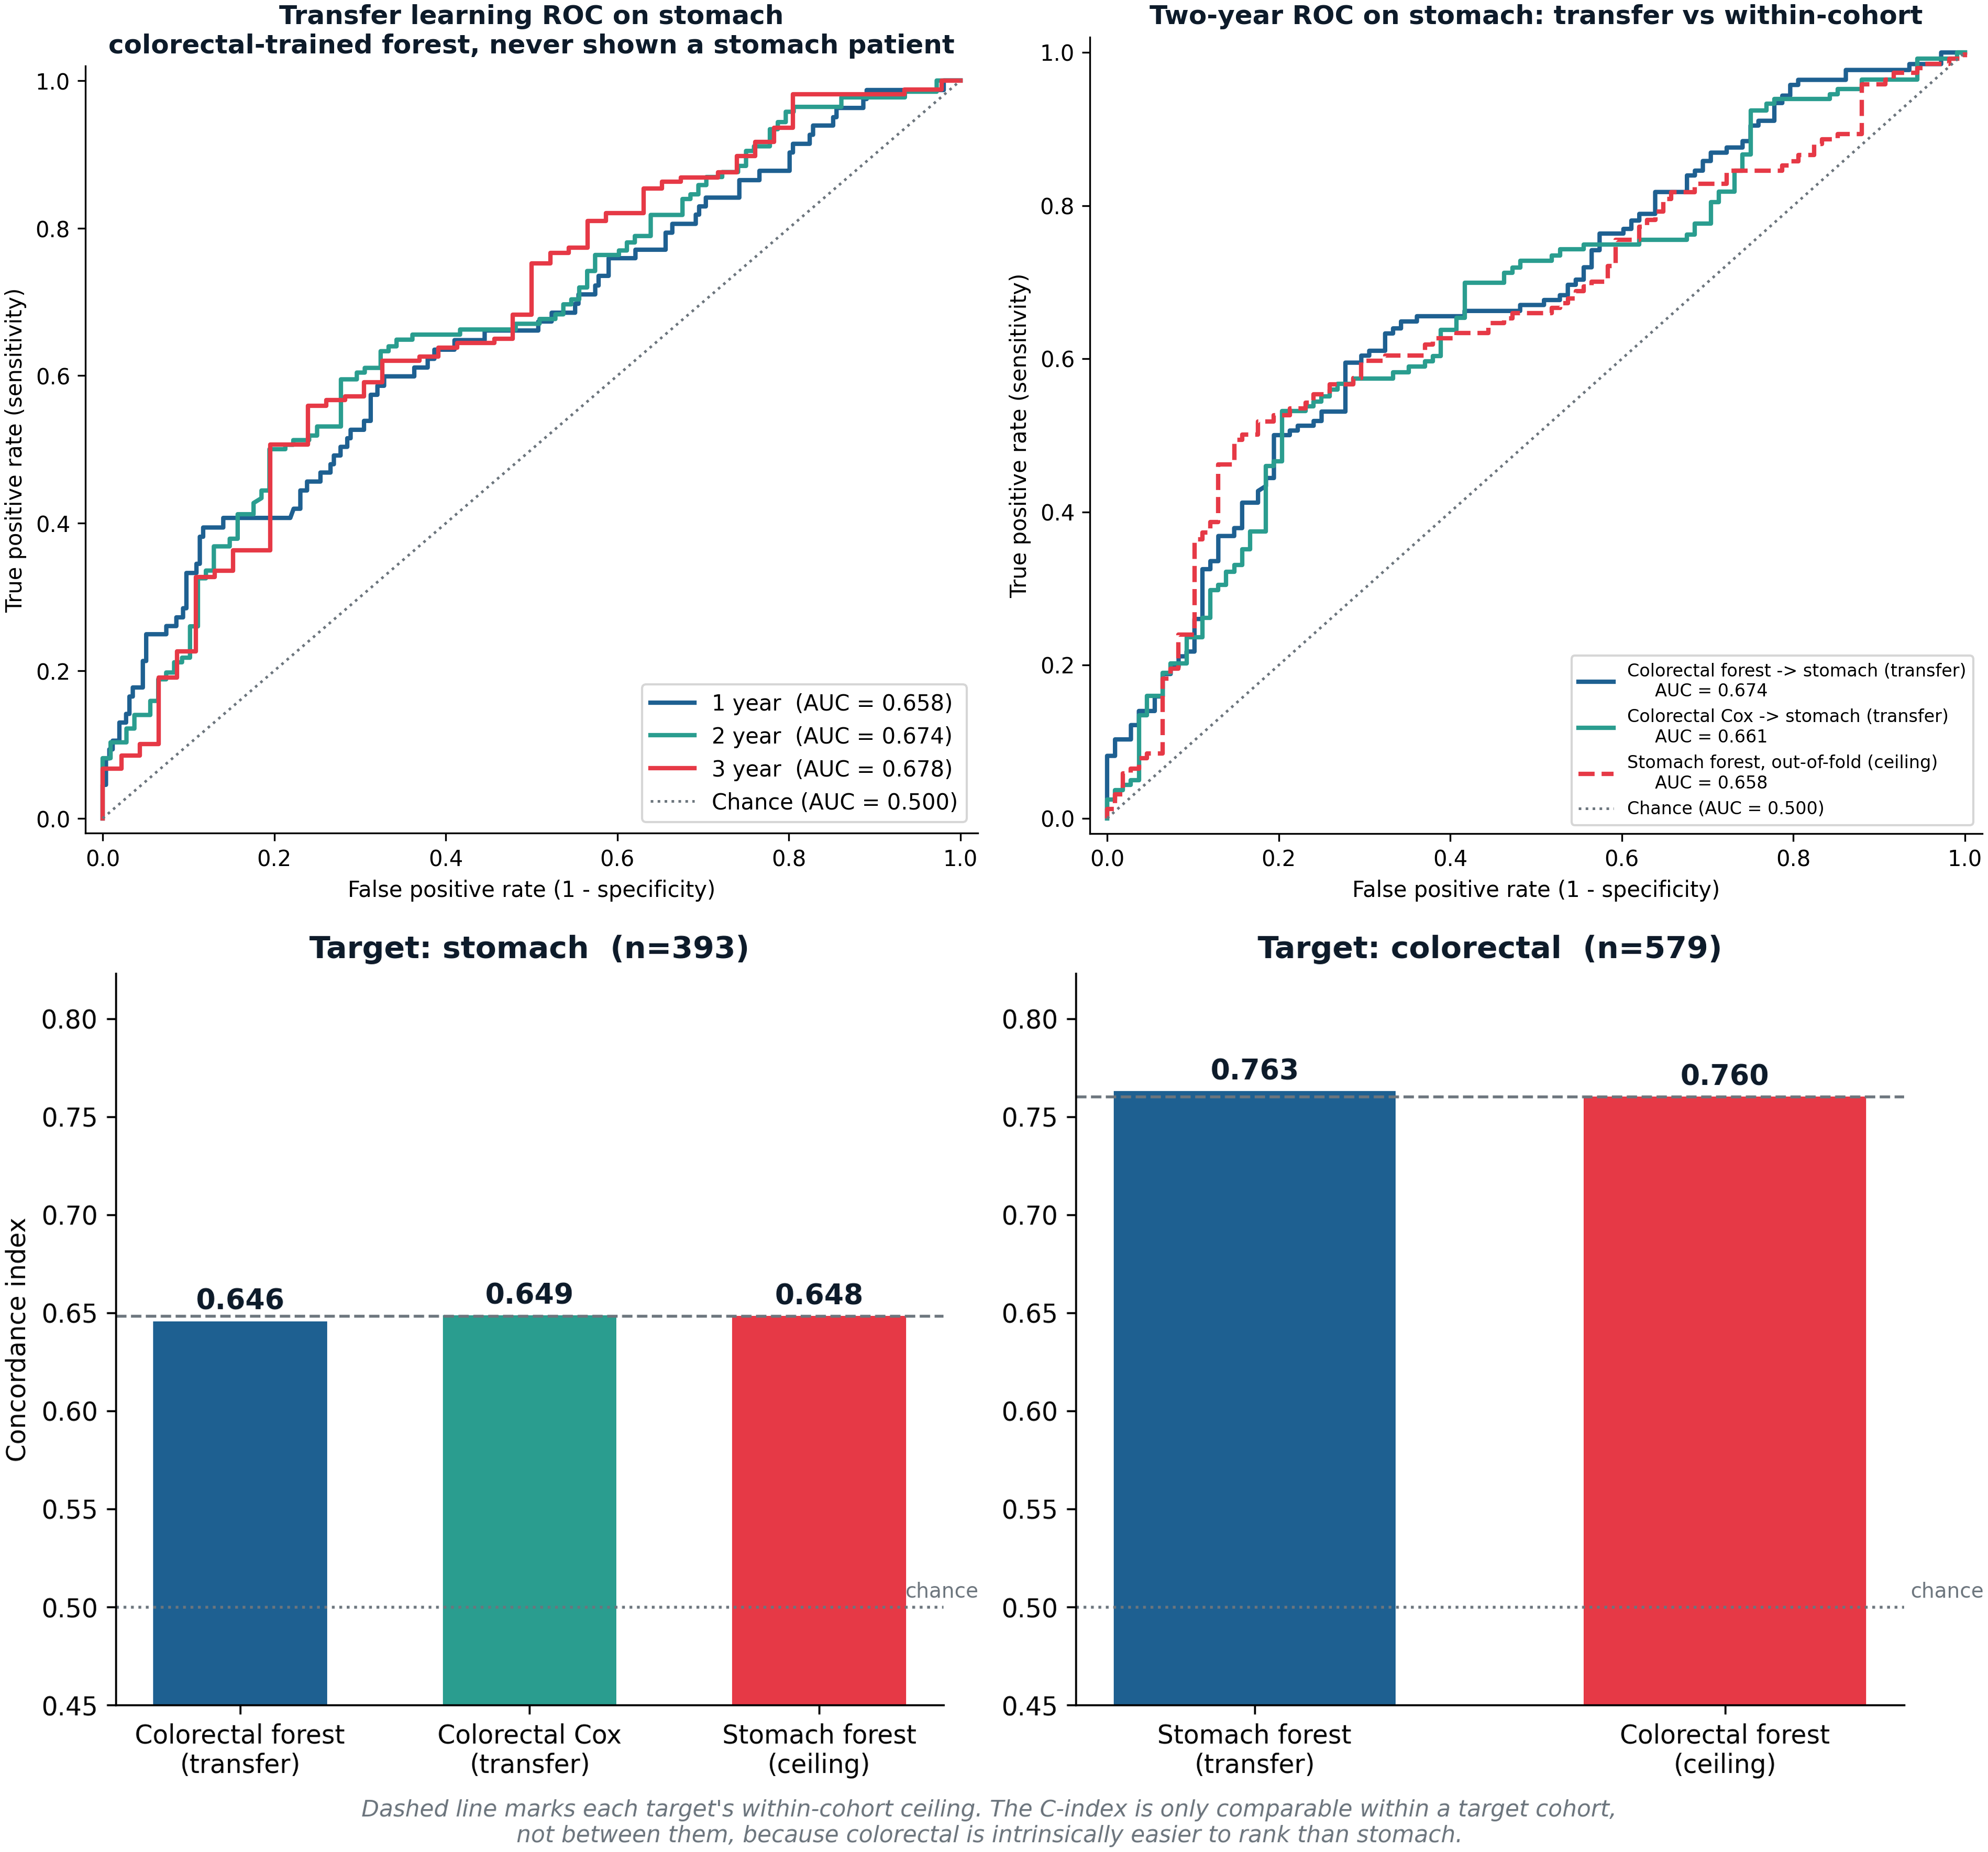 Transfer learning ROC on stomach
colorectal-trained forest, never shown a stomach patient
True positive rate (sensitivity)
1.0
0.8
0.6
0.4
0.2
0.0
0.0 0.2 0.4 0.6 0.8 1.0
False positive rate (1 - specificity)
1 year (AUC = 0.658)
2 year (AUC = 0.674)
3 year (AUC = 0.678)
Chance (AUC = 0.500)
Two-year ROC on stomach: transfer vs within-cohort
True positive rate (sensitivity)
1.0
0.8
0.6
0.4
0.2
0.0
0.0 0.2 0.4 0.6 0.8 1.0
False positive rate (1 - specificity)
Colorectal forest -> stomach (transfer)
AUC = 0.674
Colorectal Cox -> stomach (transfer)
AUC = 0.661
Stomach forest, out-of-fold (ceiling)
AUC = 0.658
Chance (AUC = 0.500)
Target: stomach (n=393)
Concordance index
0.80
0.75
0.70
0.65
0.60
0.55
0.50
0.45
0.646
0.649
0.648
chance
Colorectal forest
(transfer)
Colorectal Cox
(transfer)
Stomach forest
(ceiling)
Target: colorectal (n=579)
0.80
0.75
0.70
0.65
0.60
0.55
0.50
0.45
0.763
0.760
chance
Stomach forest
(transfer)
Colorectal forest
(ceiling)
Dashed line marks each target's within-cohort ceiling. The C-index is only comparable within a target cohort,
not between them, because colorectal is intrinsically easier to rank than stomach.